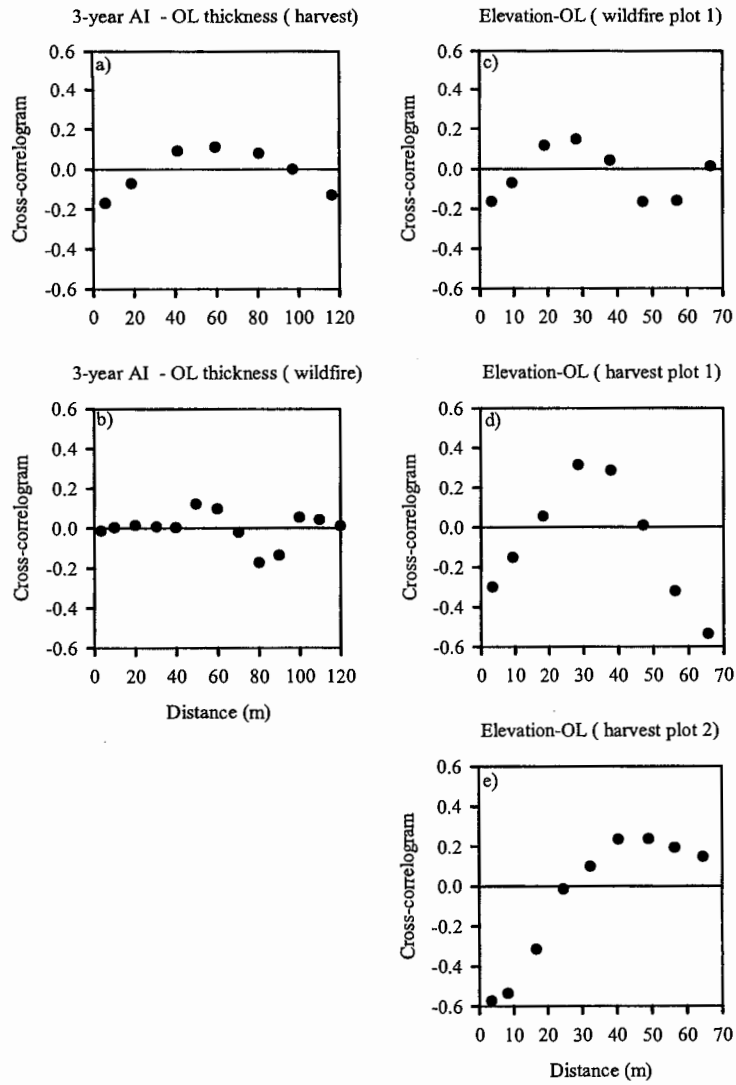 3-year AI - OL thickness ( harvest)
a)
Cross-correlogram
0.6
0.4
0.2
0.0
-0.2
-0.4
-0.6
0 20 40 60 80 100 120
3-year AI - OL thickness ( wildfire)
b)
Cross-correlogram
0.6
0.4
0.2
0.0
-0.2
-0.4
-0.6
0 20 40 60 80 100 120
Distance (m)
Elevation-OL ( wildfire plot 1)
c)
Cross-correlogram
0.6
0.4
0.2
0.0
-0.2
-0.4
-0.6
0 10 20 30 40 50 60 70
Elevation-OL ( harvest plot 1)
d)
Cross-correlogram
0.6
0.4
0.2
0.0
-0.2
-0.4
-0.6
0 10 20 30 40 50 60 70
Elevation-OL ( harvest plot 2)
e)
Cross-correlogram
0.6
0.4
0.2
0.0
-0.2
-0.4
-0.6
0 10 20 30 40 50 60 70
Distance (m)